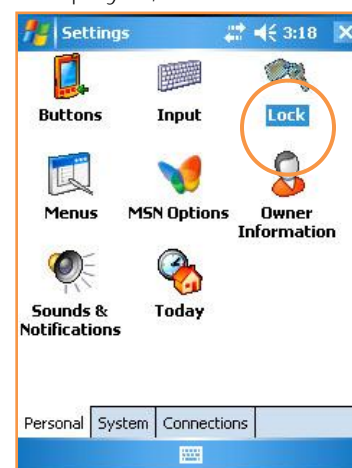 Settings 3:18
Buttons Input Lock
Menus MSN Options Owner
Information
Sounds & Today
Notifications
Personal System Connections